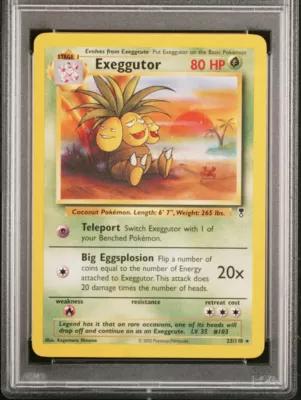 Evolves from Exeggcute Put Exeggutor on the Basic Pokémon
STAGE 1
Exeggutor 80 HP
Coconut Pokémon. Length: 6' 7", Weight: 265 lbs.
Teleport Switch Exeggutor with 1 of
your Benched Pokémon.
Big Eggsplosion Flip a number of
coins equal to the number of Energy
attached to Exeggutor. This attack does
20 damage times the number of heads.
20x
weakness resistance retreat cost
Legend has it that on rare occasions, one of its heads will
drop off and continue on as an Exeggcute. LV. 35 #103
Illus. Kagemaru Himeno